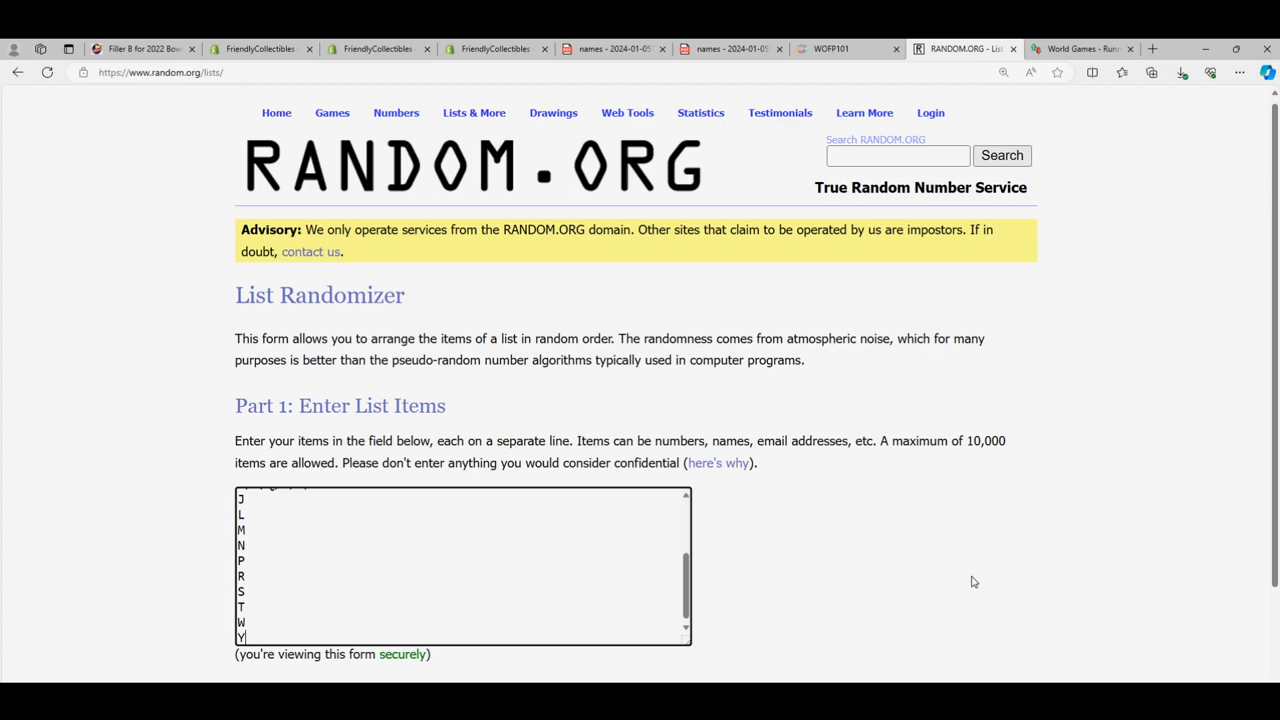 Filler B for 2022 Bow
FriendlyCollectibles
FriendlyCollectibles
FriendlyCollectibles
names - 2024-01-05
names - 2024-01-05
WOFP101
RANDOM.ORG - List
World Games - Rund
https://www.random.org/lists/
Home Games Numbers Lists & More Drawings Web Tools Statistics Testimonials Learn More Login
RANDOM.ORG
Search RANDOM.ORG
Search
True Random Number Service
Advisory: We only operate services from the RANDOM.ORG domain. Other sites that claim to be operated by us are impostors. If in
doubt, contact us.
List Randomizer
This form allows you to arrange the items of a list in random order. The randomness comes from atmospheric noise, which for many
purposes is better than the pseudo-random number algorithms typically used in computer programs.
Part 1: Enter List Items
Enter your items in the field below, each on a separate line. Items can be numbers, names, email addresses, etc. A maximum of 10,000
items are allowed. Please don't enter anything you would consider confidential (here's why).
J
L
M
N
P
R
S
T
W
Y
(you're viewing this form securely)